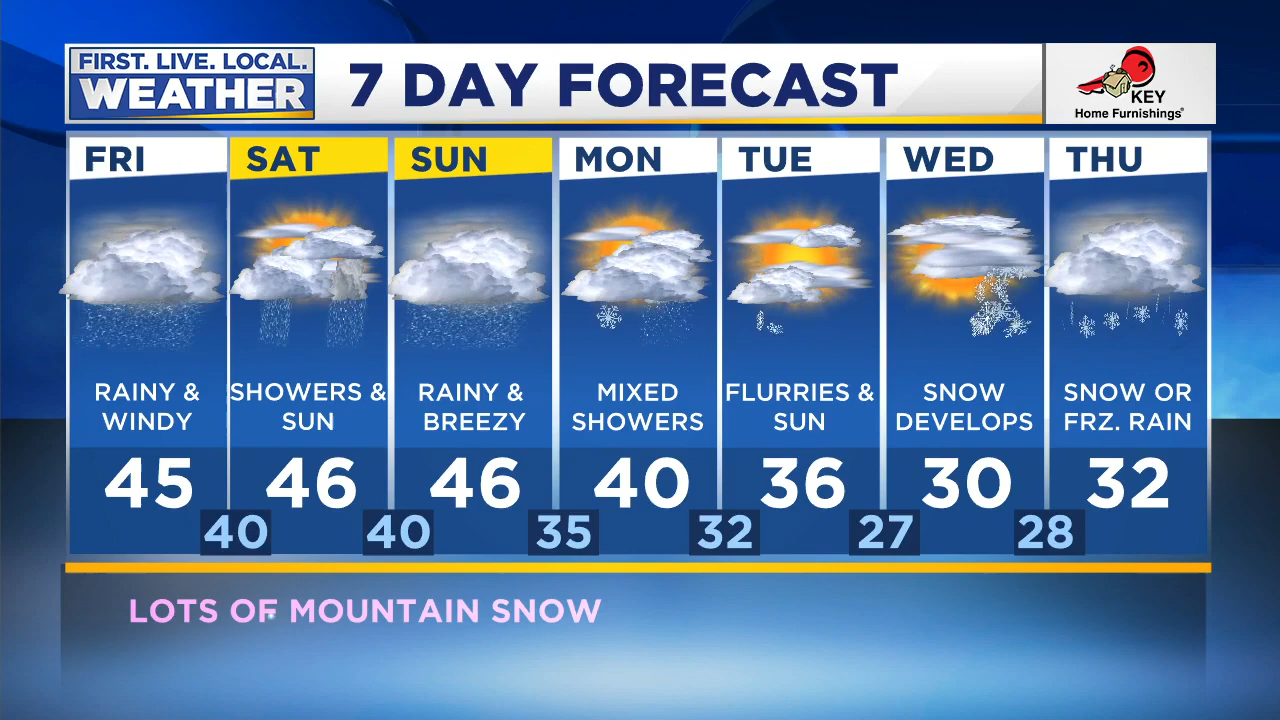 FIRST. LIVE. LOCAL.
WEATHER
7 DAY FORECAST
KEY
Home Furnishings®
FRI
SAT
SUN
MON
TUE
WED
THU
RAINY &
WINDY
SHOWERS &
SUN
RAINY &
BREEZY
MIXED
SHOWERS
FLURRIES &
SUN
SNOW
DEVELOPS
SNOW OR
FRZ. RAIN
45
46
46
40
36
30
32
40
40
35
32
27
28
LOTS OF MOUNTAIN SNOW